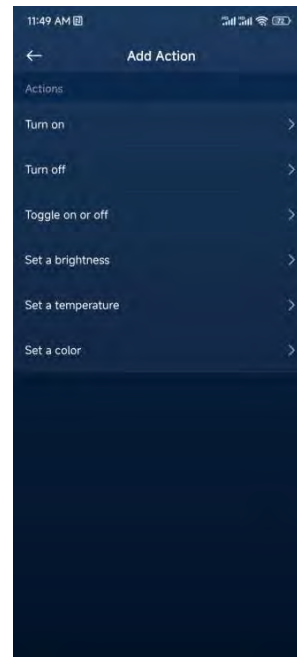 11:49 AM
Add Action
Actions
Turn on
Turn off
Toggle on or off
Set a brightness
Set a temperature
Set a color